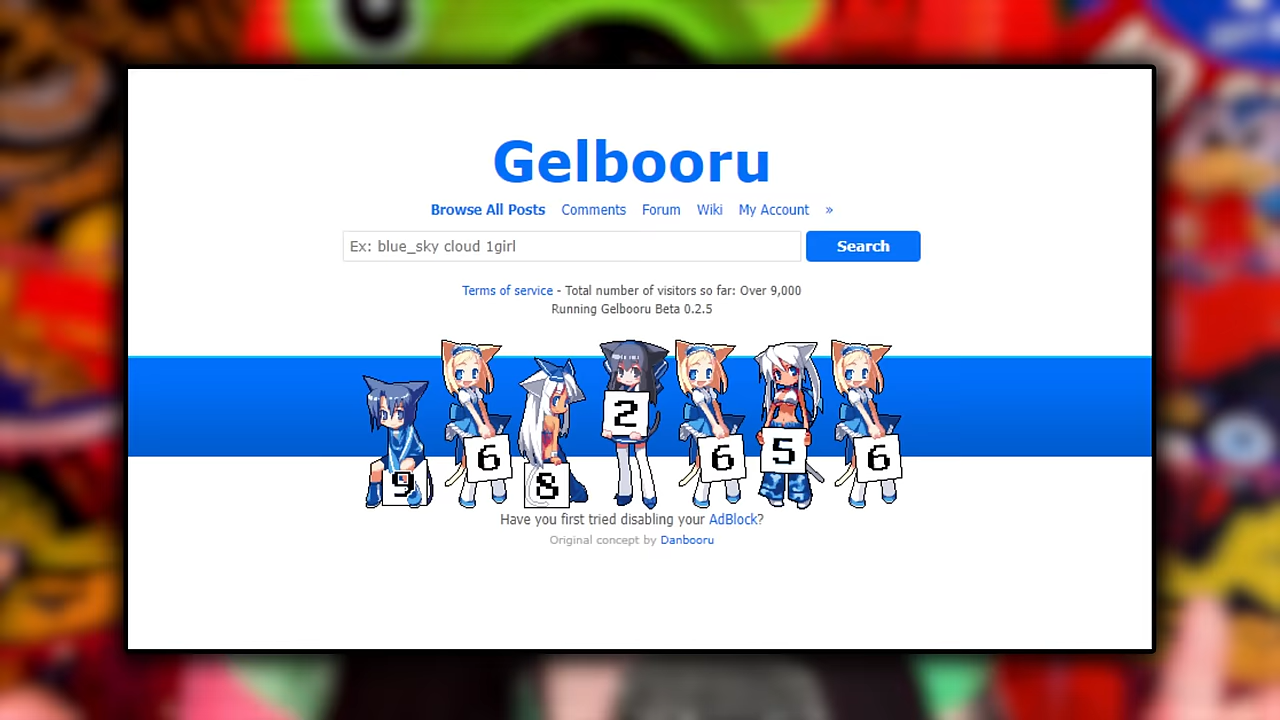 Gelbooru
Browse All Posts Comments Forum Wiki My Account »
Ex: blue_sky cloud 1girl Search
Terms of service - Total number of visitors so far: Over 9,000
Running Gelbooru Beta 0.2.5
9 6 8 2 6 5 6
Have you first tried disabling your AdBlock?
Original concept by Danbooru